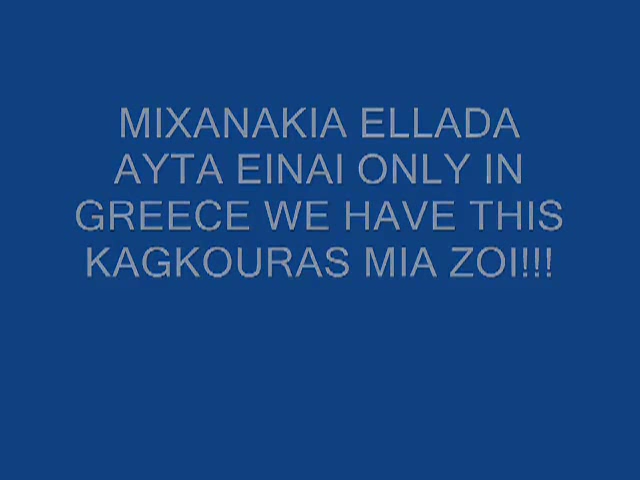 MIXANAKIA ELLADA
AYTA EINAI ONLY IN
GREECE WE HAVE THIS
KAGKOURAS MIA ZOI!!!